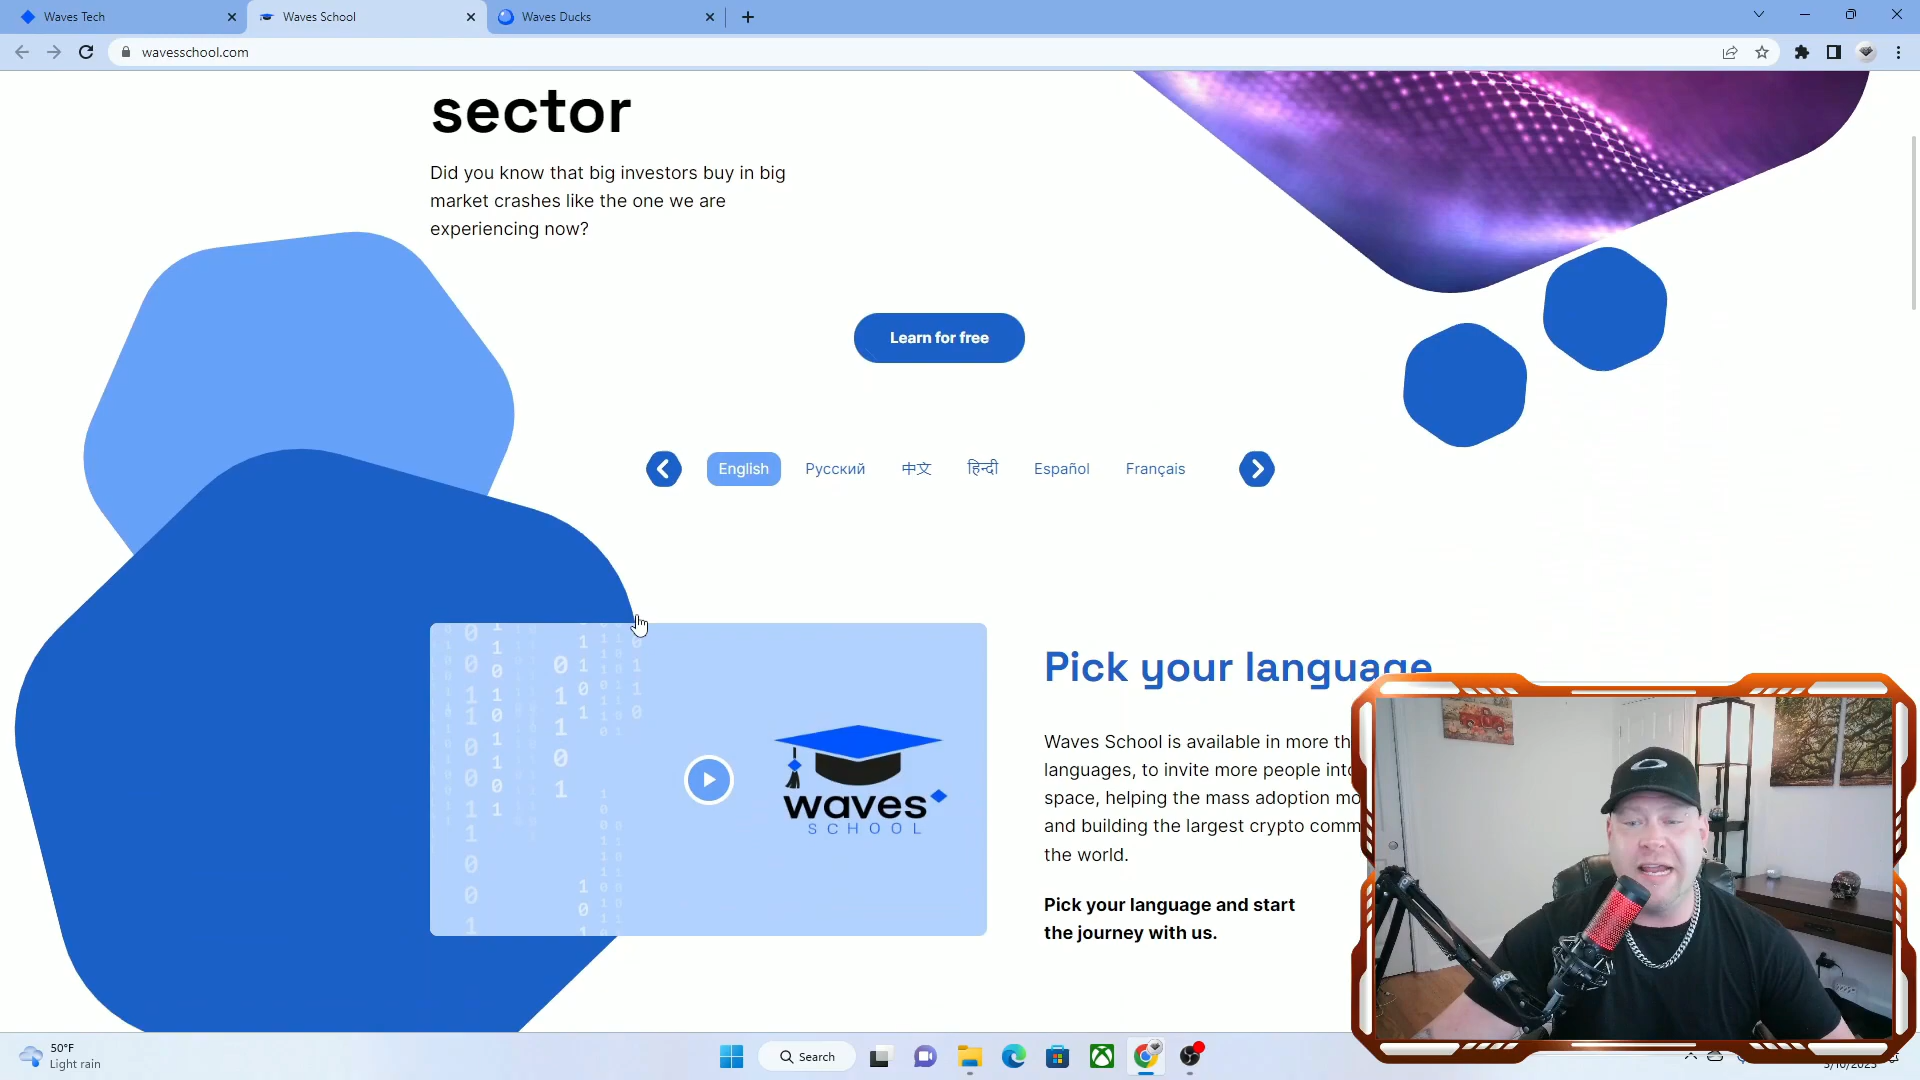 Waves Tech
Waves School
Waves Ducks
wavesschool.com
sector
Did you know that big investors buy in big
market crashes like the one we are
experiencing now?
Learn for free
English Русский 中文 हिन्दी Español Français
Pick your language
waves
SCHOOL
Waves School is available in more
languages, to invite more people
space, helping the mass adoption
and building the largest crypto
the world.
Pick your language and start
the journey with us.
50°F
Light rain
Search